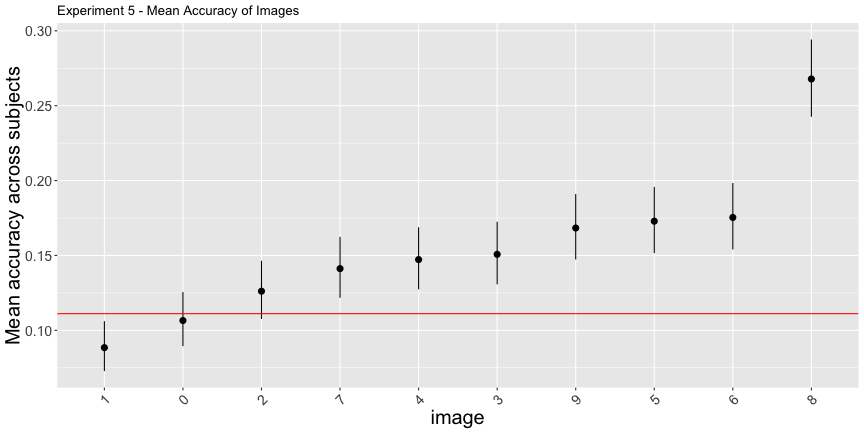 Experiment 5 - Mean Accuracy of Images
Mean accuracy across subjects
0.30
0.25
0.20
0.15
0.10
1 0 2 7 4 3 9 5 6 8
image